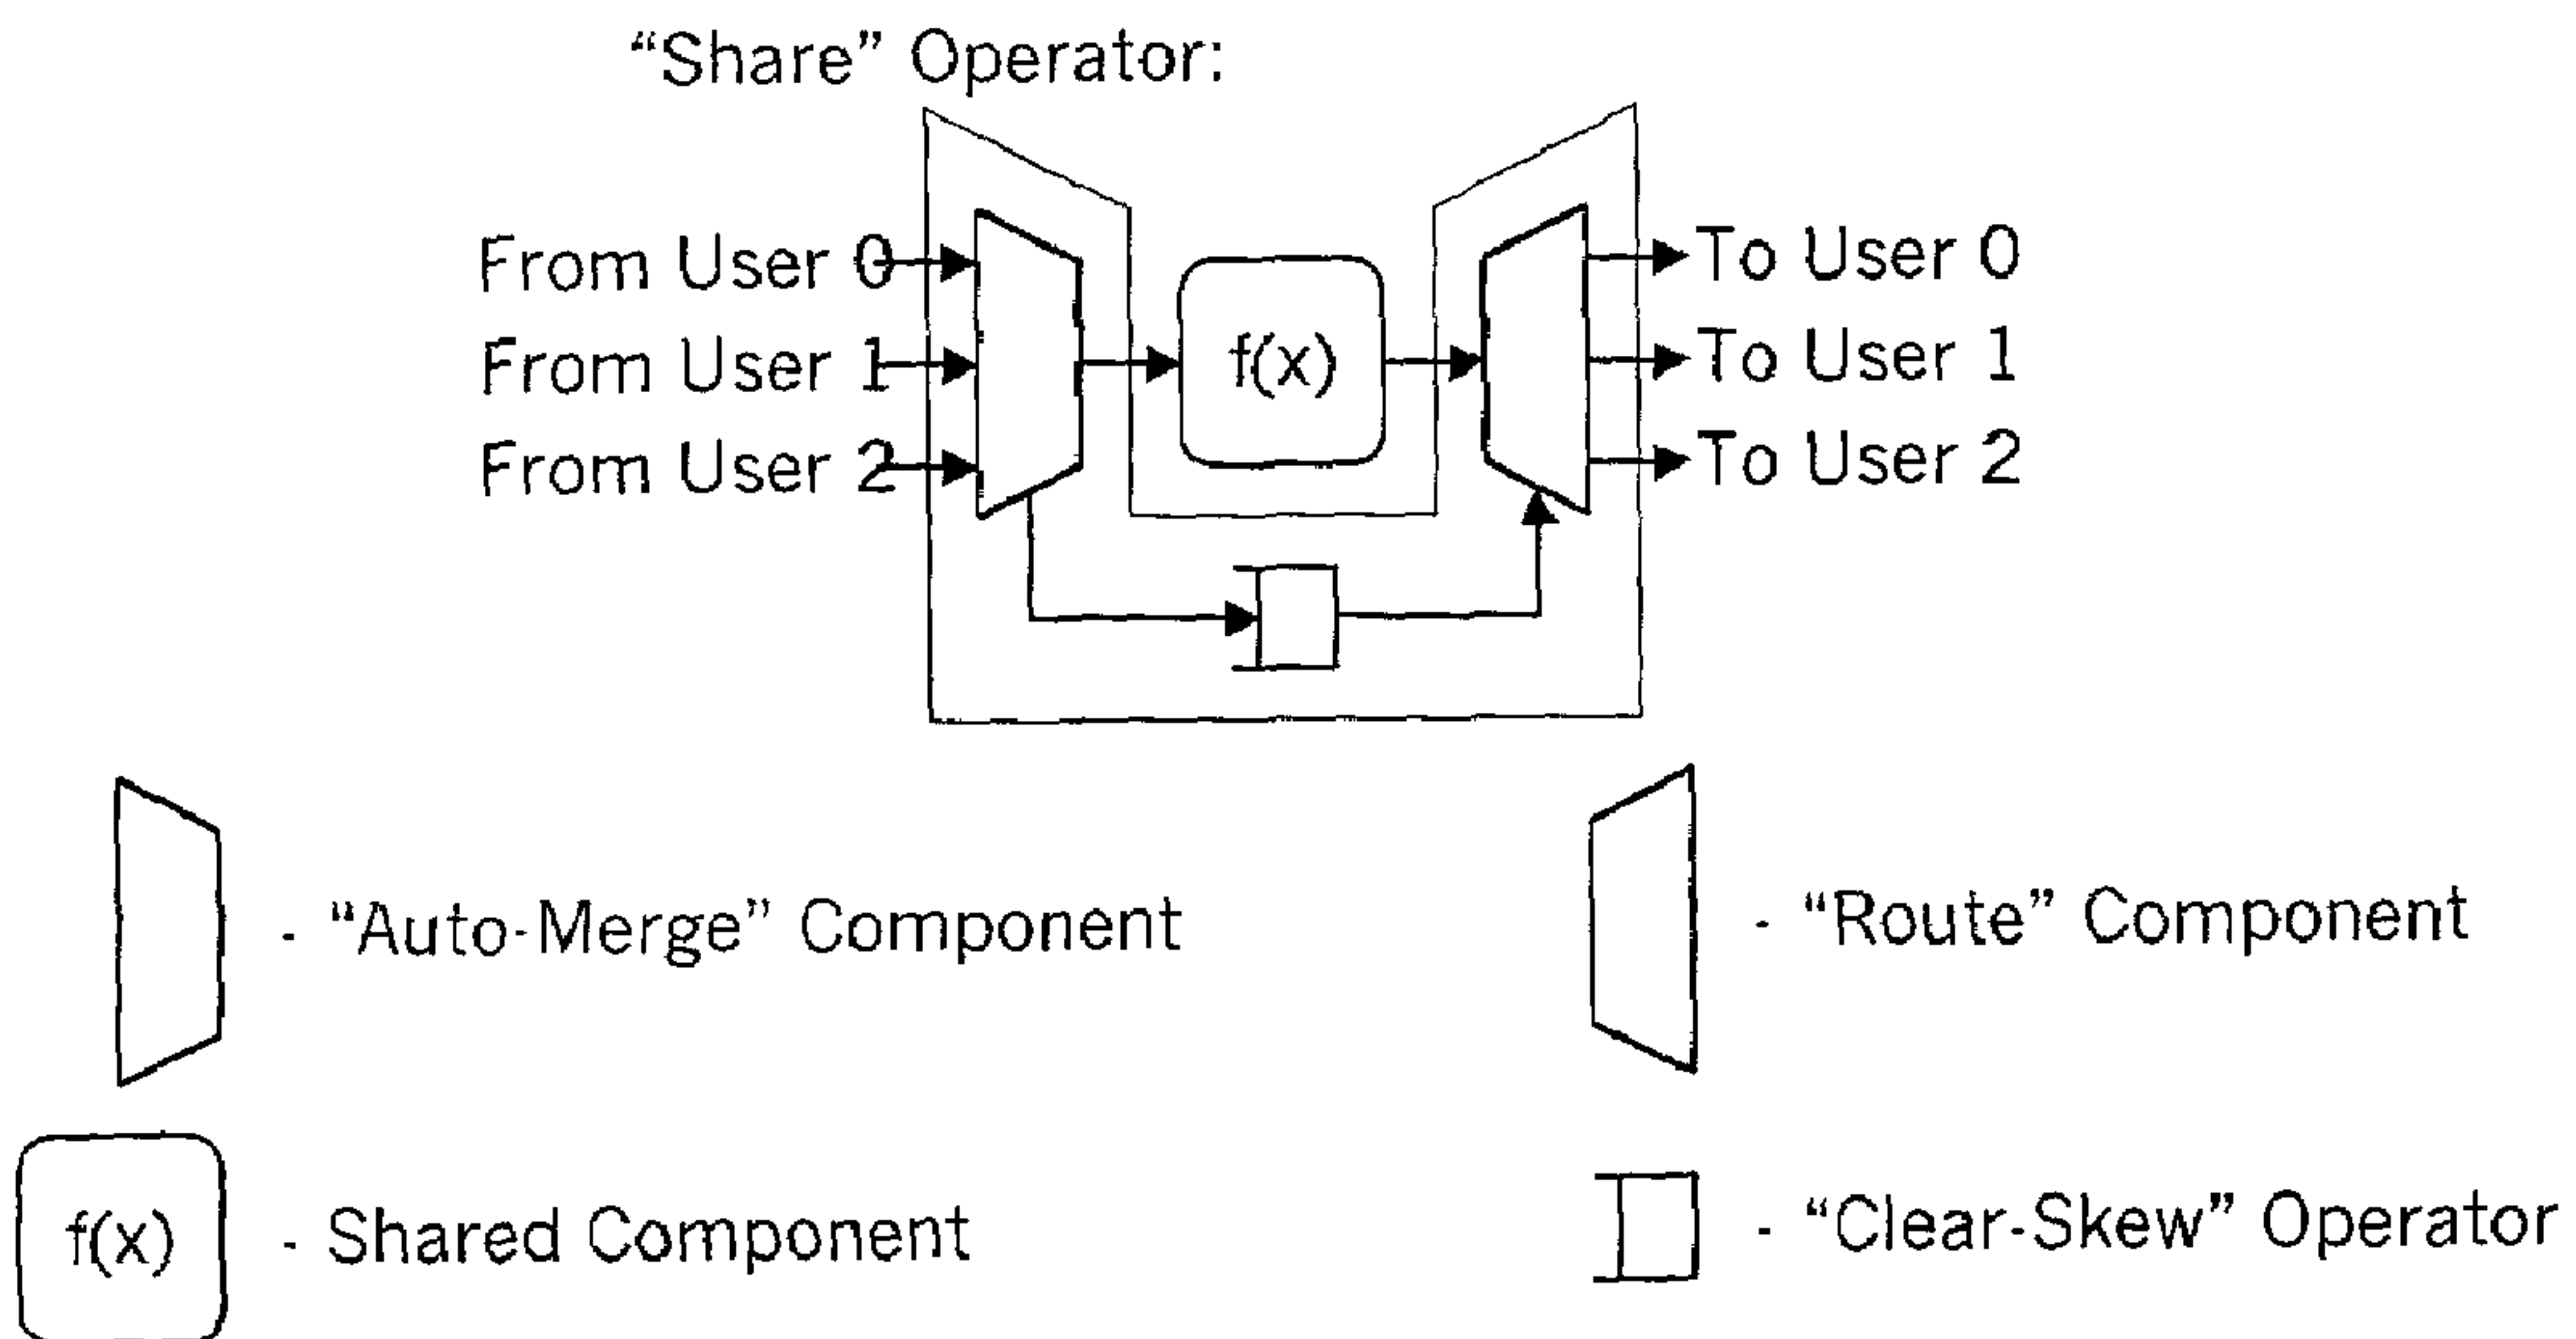 “Share” Operator:
From User 0
To User 0
From User 1
f(x)
To User 1
From User 2
To User 2
- “Auto-Merge” Component
- “Route” Component
f(x)
- Shared Component
- “Clear-Skew” Operator